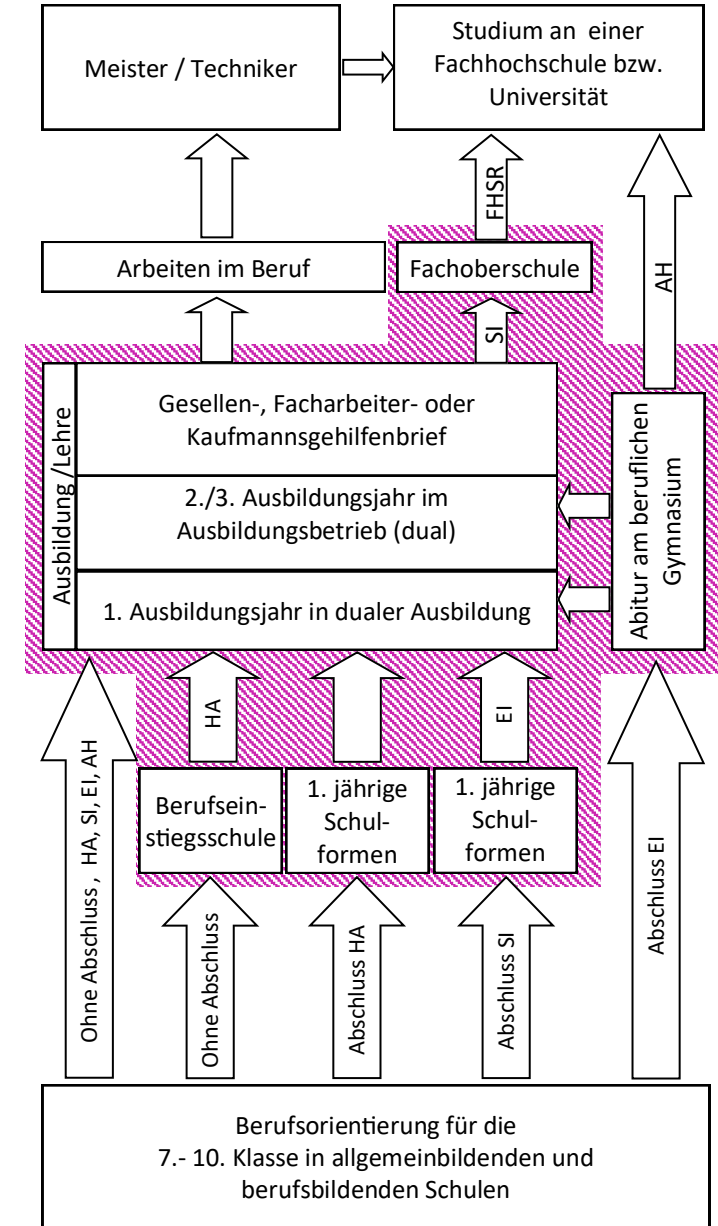 Meister / Techniker
Studium an einer
Fachhochschule bzw.
Universität
FHSR
AH
Arbeiten im Beruf
Fachoberschule
SI
Ausbildung /Lehre
Gesellen-, Facharbeiter- oder
Kaufmannsgehilfenbrief
2./3. Ausbildungsjahr im
Ausbildungsbetrieb (dual)
1. Ausbildungsjahr in dualer Ausbildung
Abitur am beruflichen
Gymnasium
HA
EI
Berufsein-
stiegsschule
1. jährige
Schul-
formen
1. jährige
Schul-
formen
Ohne Abschluss , HA, SI, EI, AH
Ohne Abschluss
Abschluss HA
Abschluss SI
Abschluss EI
Berufsorientierung für die
7.- 10. Klasse in allgemeinbildenden und
berufsbildenden Schulen